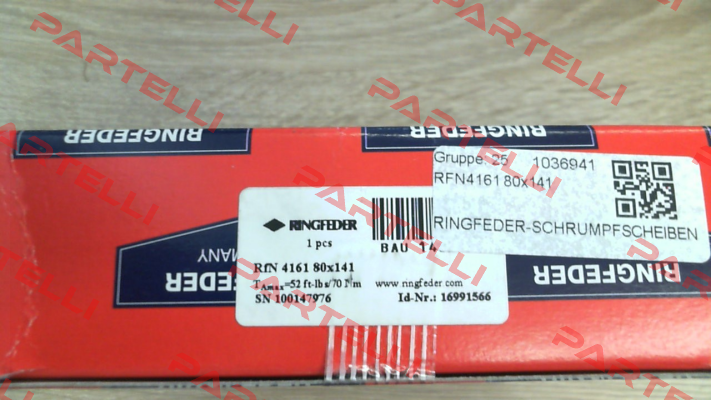 PARTELLI
PARTELLI
PARTELLI
PARTELLI
PARTELLI
RINGFEDER
RINGFEDER
RINGFEDER
Gruppe: 25 1036941
RFN4161 80x141
RINGFEDER-SCHRUMPFSCHEIBEN
RINGFEDER
1 pcs
BAU 14
RfN 4161 80x141
TAmax=52 ft-lbs/70 Nm www.ringfeder.com
SN 100147976 Id-Nr.: 16991566
RINGFEDER